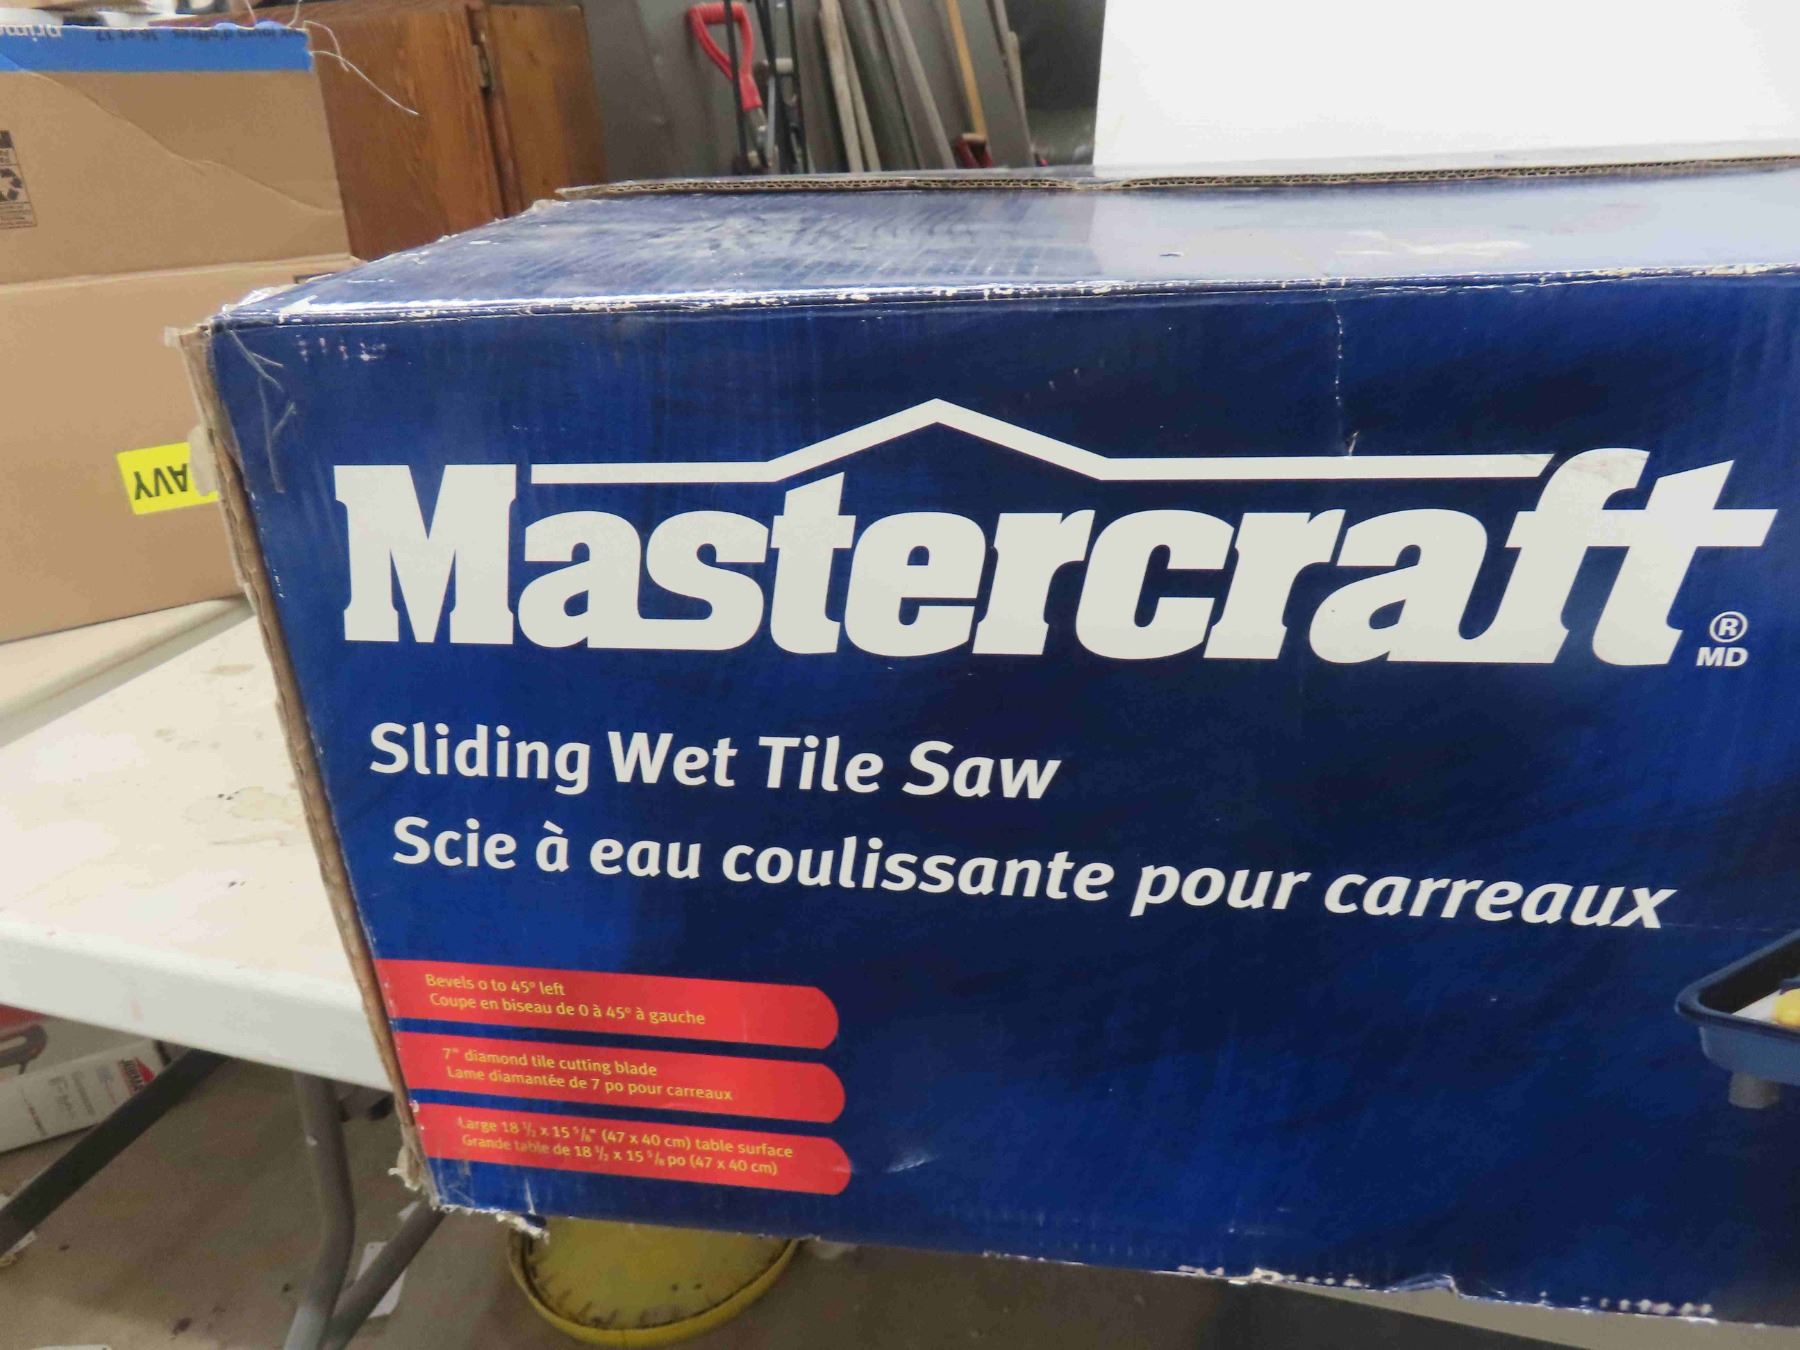 Mastercraft
®
MD
Sliding Wet Tile Saw
Scie à eau coulissante pour carreaux
Bevels 0 to 45° left
Coupe en biseau de 0 à 45° à gauche
7" diamond tile cutting blade
Lame diamantée de 7 po pour carreaux
Large 18 1/2 x 15 5/8" (47 x 40 cm) table surface
Grande table de 18 1/2 x 15 5/8 po (47 x 40 cm)
AVY